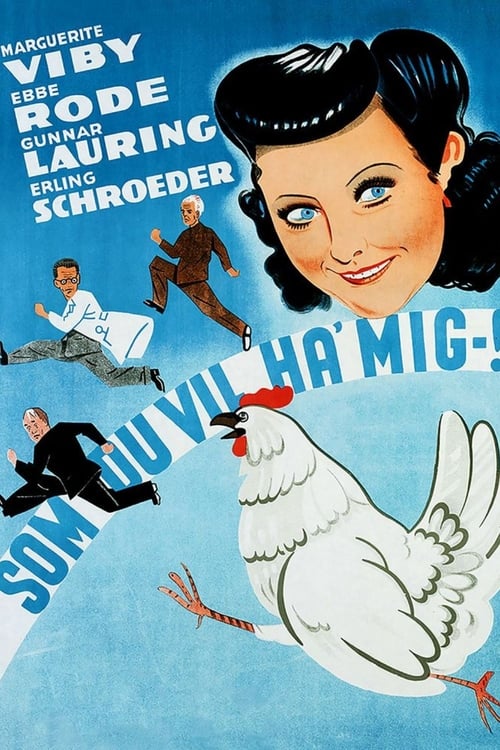 MARGUERITE
VIBY
EBBE
RODE
GUNNAR
LAURING
ERLING
SCHROEDER
SOM DU VIL HA' MIG-!